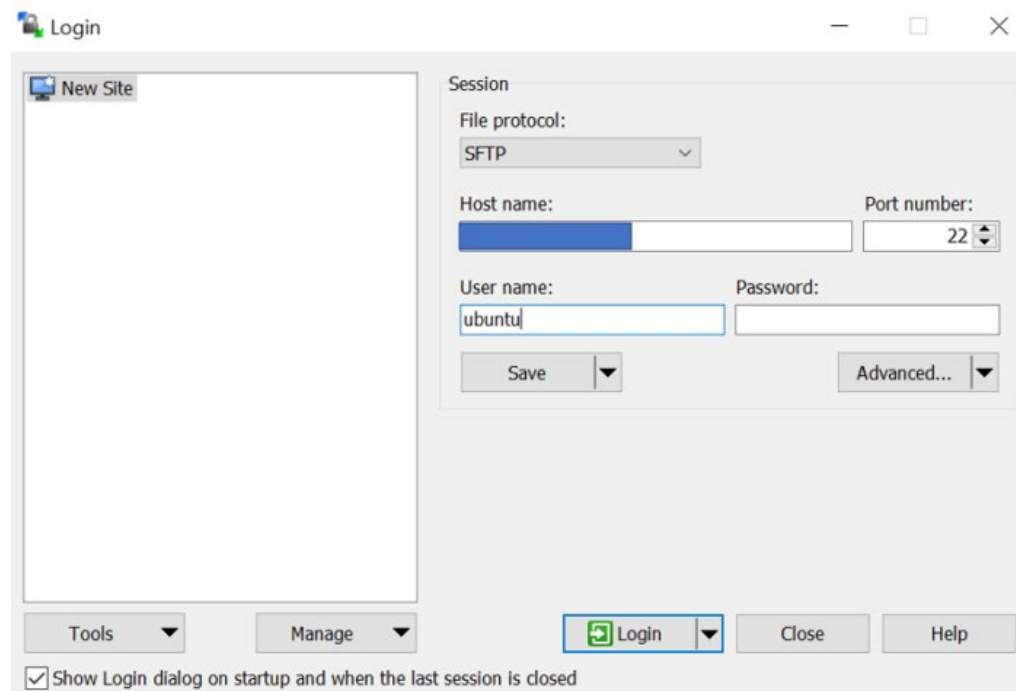 Login
New Site
Session
File protocol:
SFTP
Host name:
Port number:
22
User name:
Password:
ubuntu
Save
Advanced...
Tools
Manage
Login
Close
Help
Show Login dialog on startup and when the last session is closed